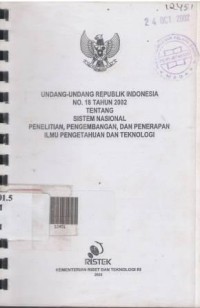 12451
24 OCT 2002
UNDANG-UNDANG REPUBLIK INDONESIA
NO. 18 TAHUN 2002
TENTANG
SISTEM NASIONAL
PENELITIAN, PENGEMBANGAN, DAN PENERAPAN
ILMU PENGETAHUAN DAN TEKNOLOGI
RISTEK
KEMENTERIAN RISET DAN TEKNOLOGI RI
2002